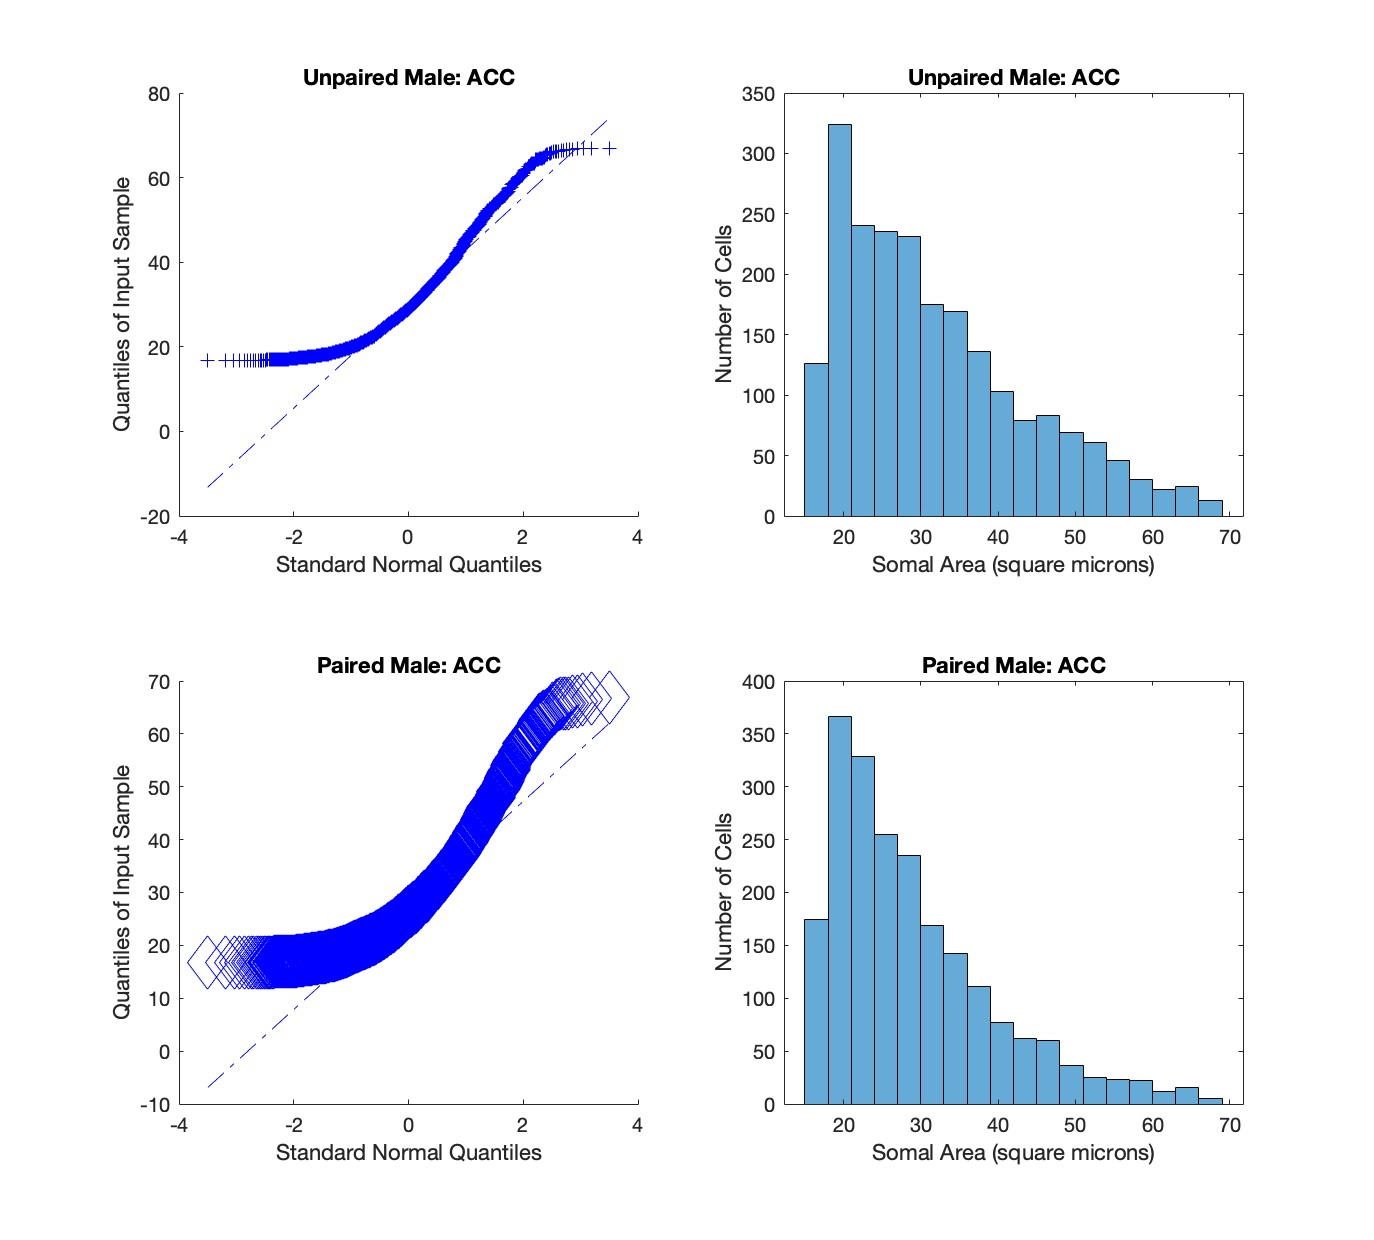 Unpaired Male: ACC
80
60
40
20
0
-20
-4 -2 0 2 4
Quantiles of Input Sample
Standard Normal Quantiles
Unpaired Male: ACC
350
300
250
200
150
100
50
0
20 30 40 50 60 70
Number of Cells
Somal Area (square microns)
Paired Male: ACC
70
60
50
40
30
20
10
0
-10
-4 -2 0 2 4
Quantiles of Input Sample
Standard Normal Quantiles
Paired Male: ACC
400
350
300
250
200
150
100
50
0
20 30 40 50 60 70
Number of Cells
Somal Area (square microns)